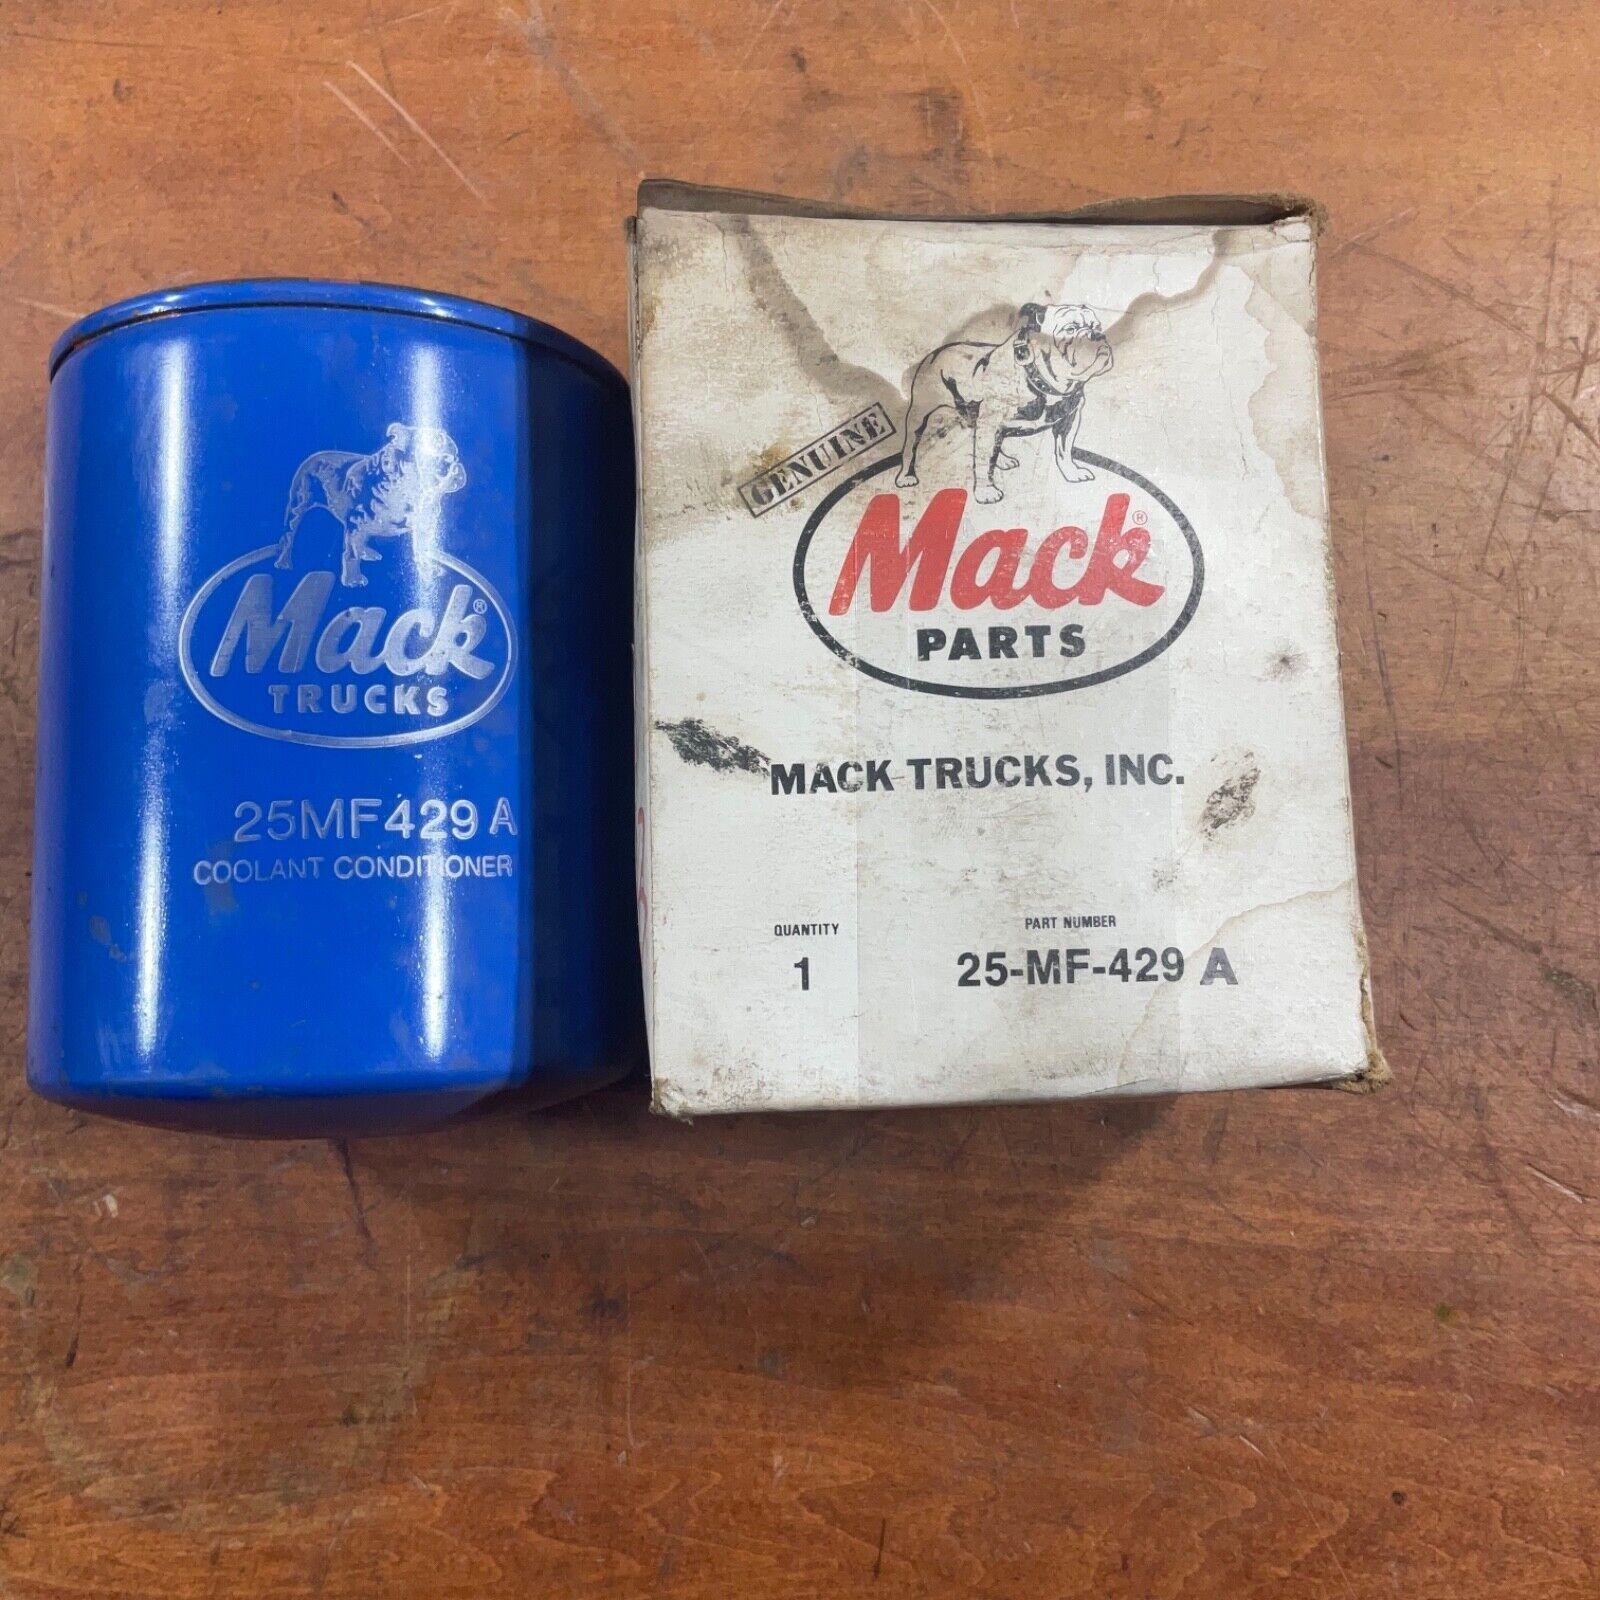 Mack®
TRUCKS
25MF429 A
COOLANT CONDITIONER
GENUINE
Mack®
PARTS
MACK TRUCKS, INC.
QUANTITY
1
PART NUMBER
25-MF-429 A